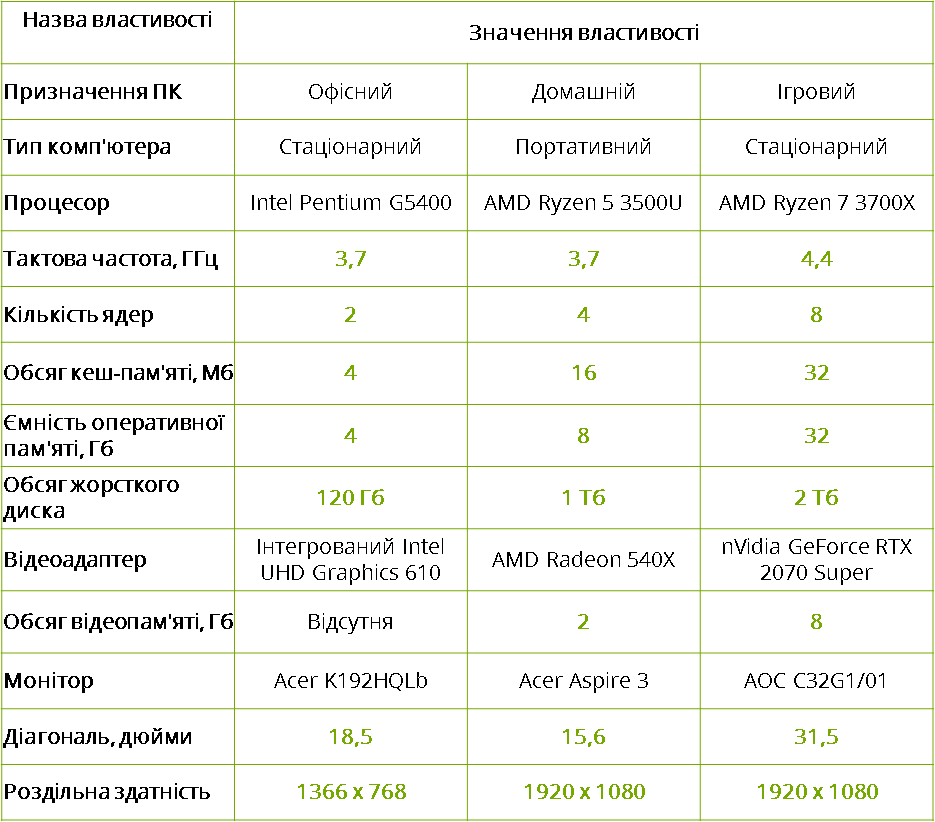 Назва властивості
Значення властивості
Призначення ПК
Офісний
Домашній
Ігровий
Тип комп'ютера
Стаціонарний
Портативний
Стаціонарний
Процесор
Intel Pentium G5400
AMD Ryzen 5 3500U
AMD Ryzen 7 3700X
Тактова частота, ГГц
3,7
3,7
4,4
Кількість ядер
2
4
8
Обсяг кеш-пам'яті, Мб
4
16
32
Ємність оперативної
пам'яті, Гб
4
8
32
Обсяг жорсткого
диска
120 Гб
1 Тб
2 Тб
Відеоадаптер
Інтегрований Intel
UHD Graphics 610
AMD Radeon 540X
nVidia GeForce RTX
2070 Super
Обсяг відеопам'яті, Гб
Відсутня
2
8
Монітор
Acer K192HQLb
Acer Aspire 3
AOC C32G1/01
Діагональ, дюйми
18,5
15,6
31,5
Роздільна здатність
1366 x 768
1920 x 1080
1920 x 1080